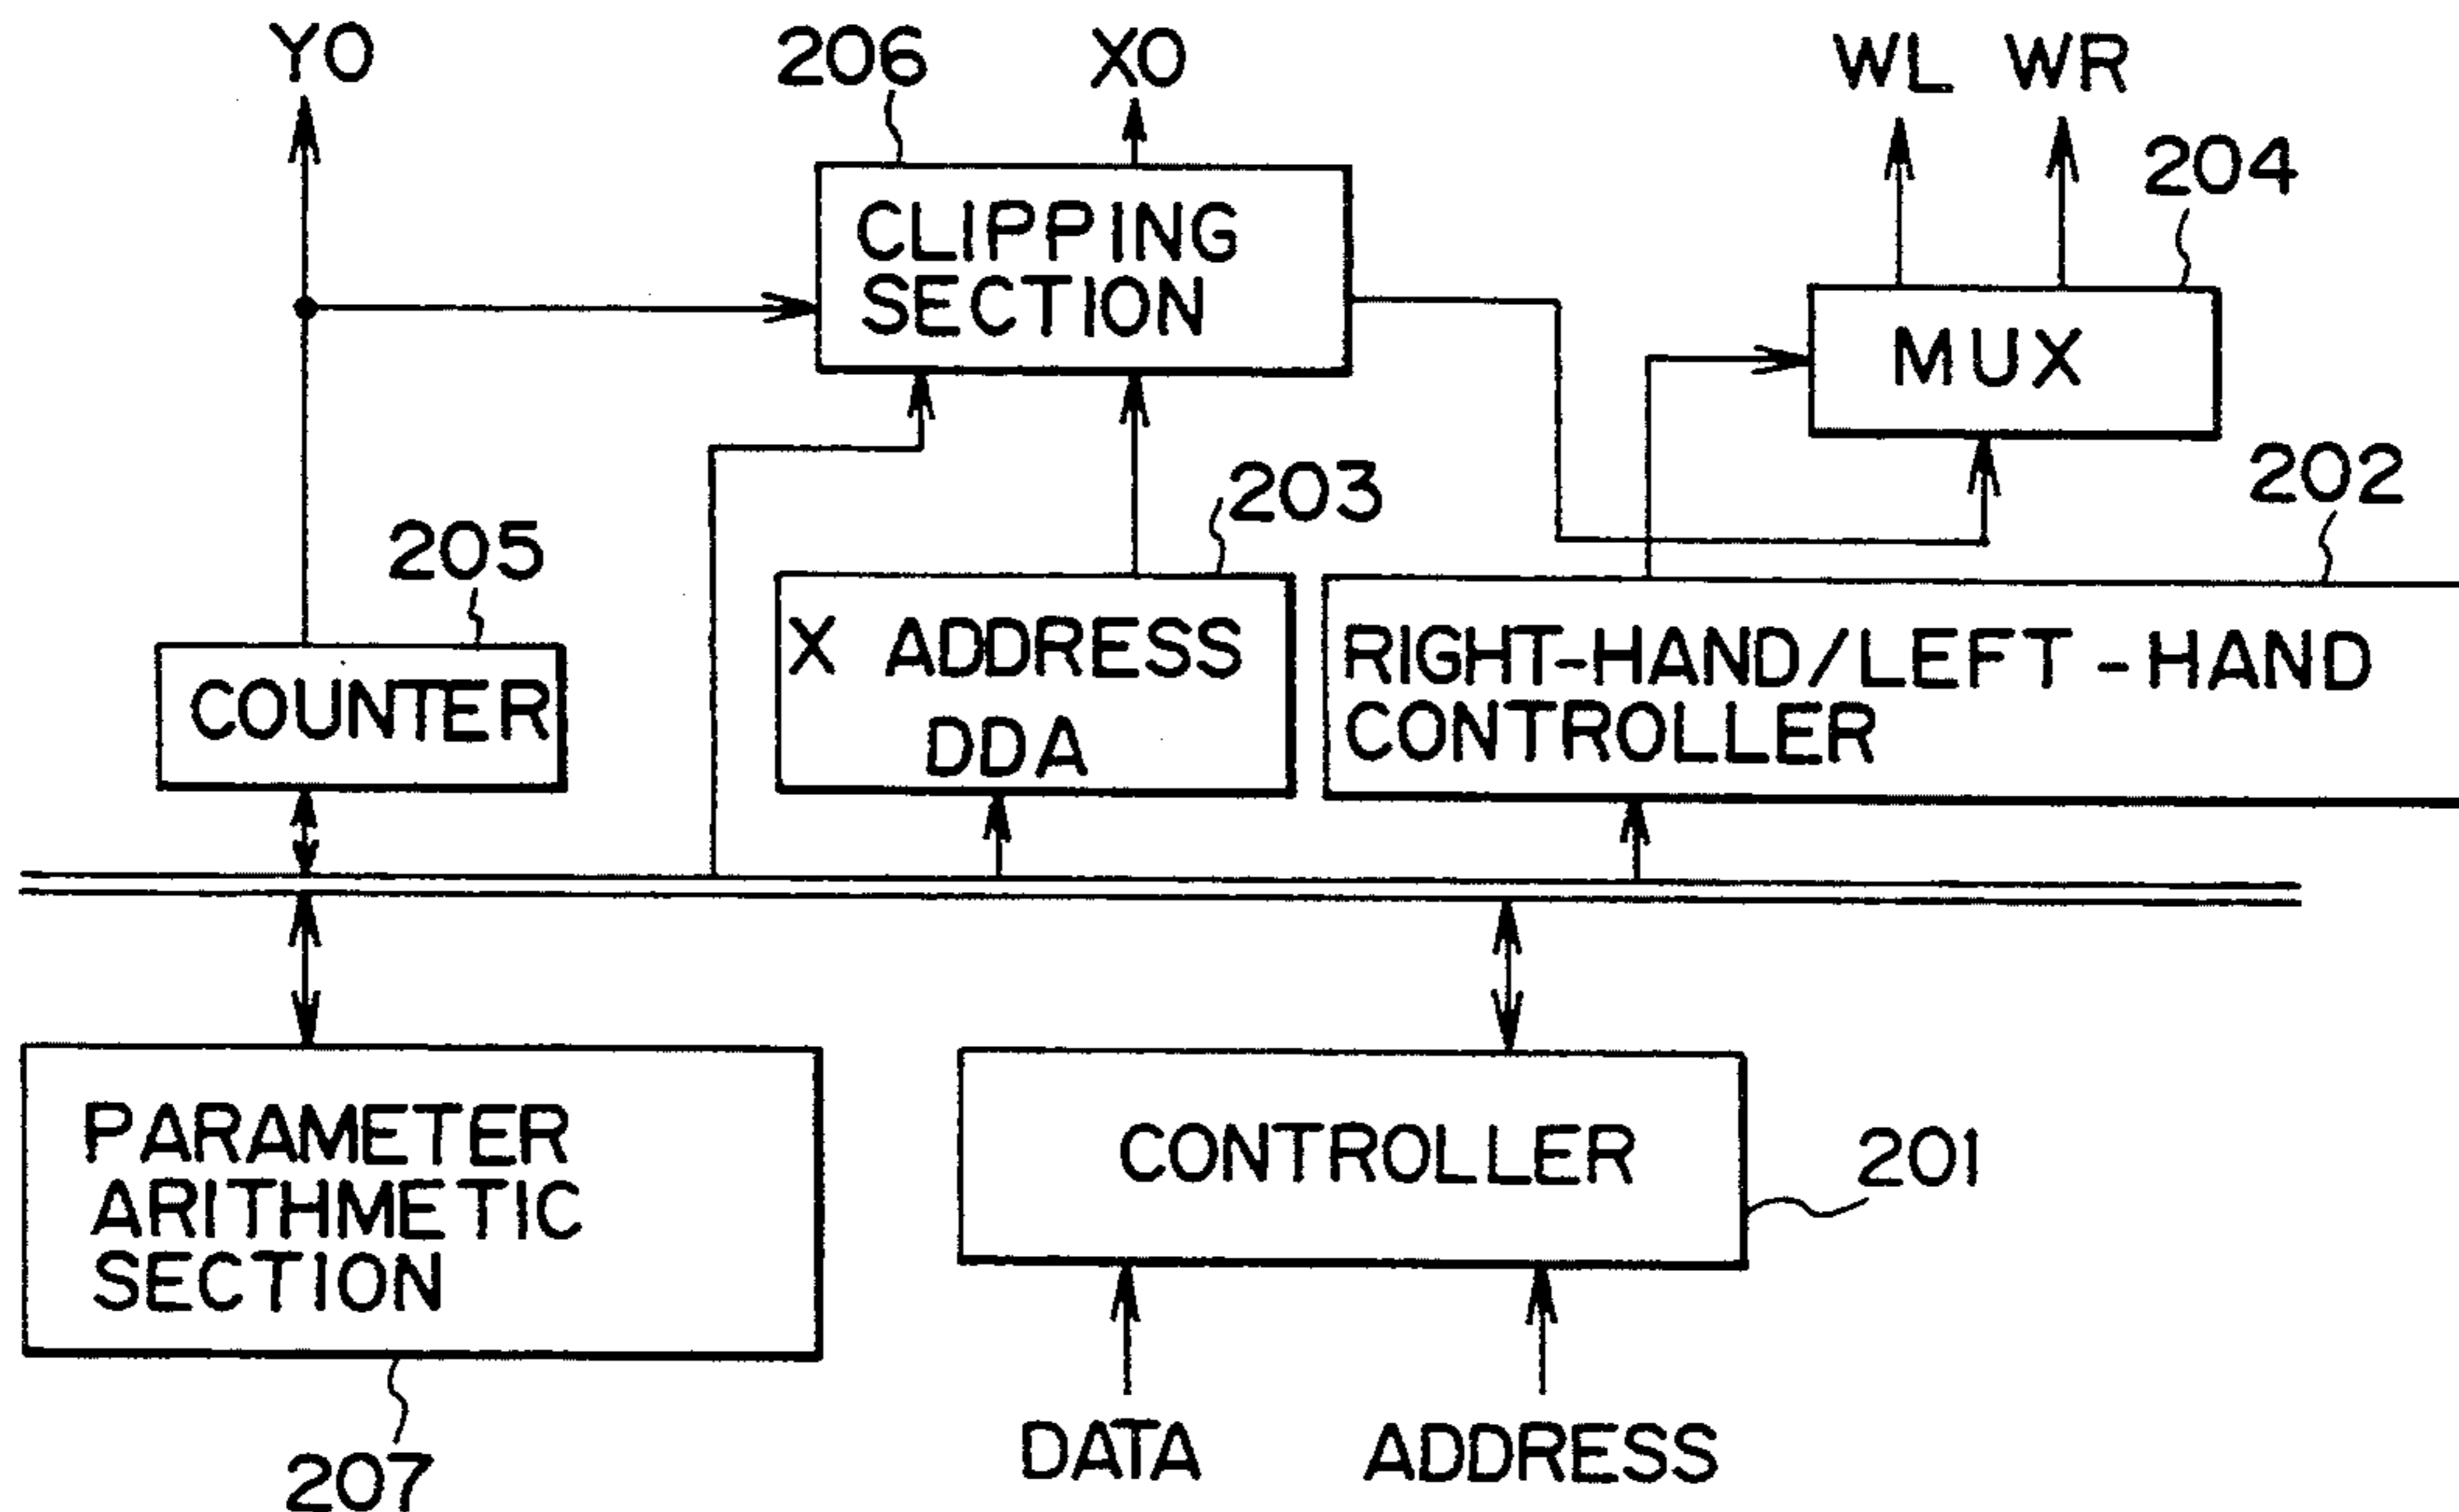 YO
206
XO
WL WR
204
CLIPPING
SECTION
MUX
202
203
205
X ADDRESS
DDA
RIGHT-HAND/LEFT-HAND
CONTROLLER
COUNTER
PARAMETER
ARITHMETIC
SECTION
CONTROLLER
201
DATA
ADDRESS
207